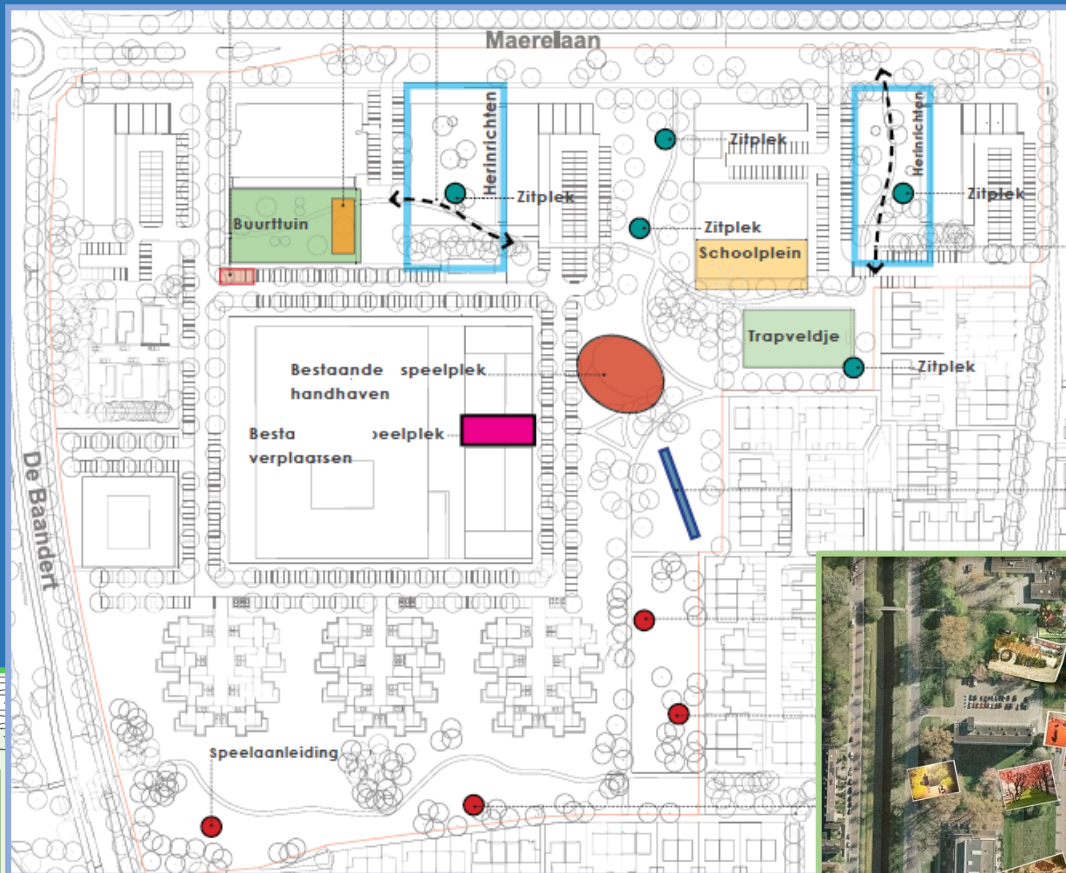 Maerelaan
Herinrichten
Herinrichten
Zitplek
Zitplek
Zitplek
Buurttuin
Zitplek
Schoolplein
Trapveldje
Zitplek
Bestaande speelplek
handhaven
Besta peelplek
verplaatsen
De Baandert
Speelaanleiding